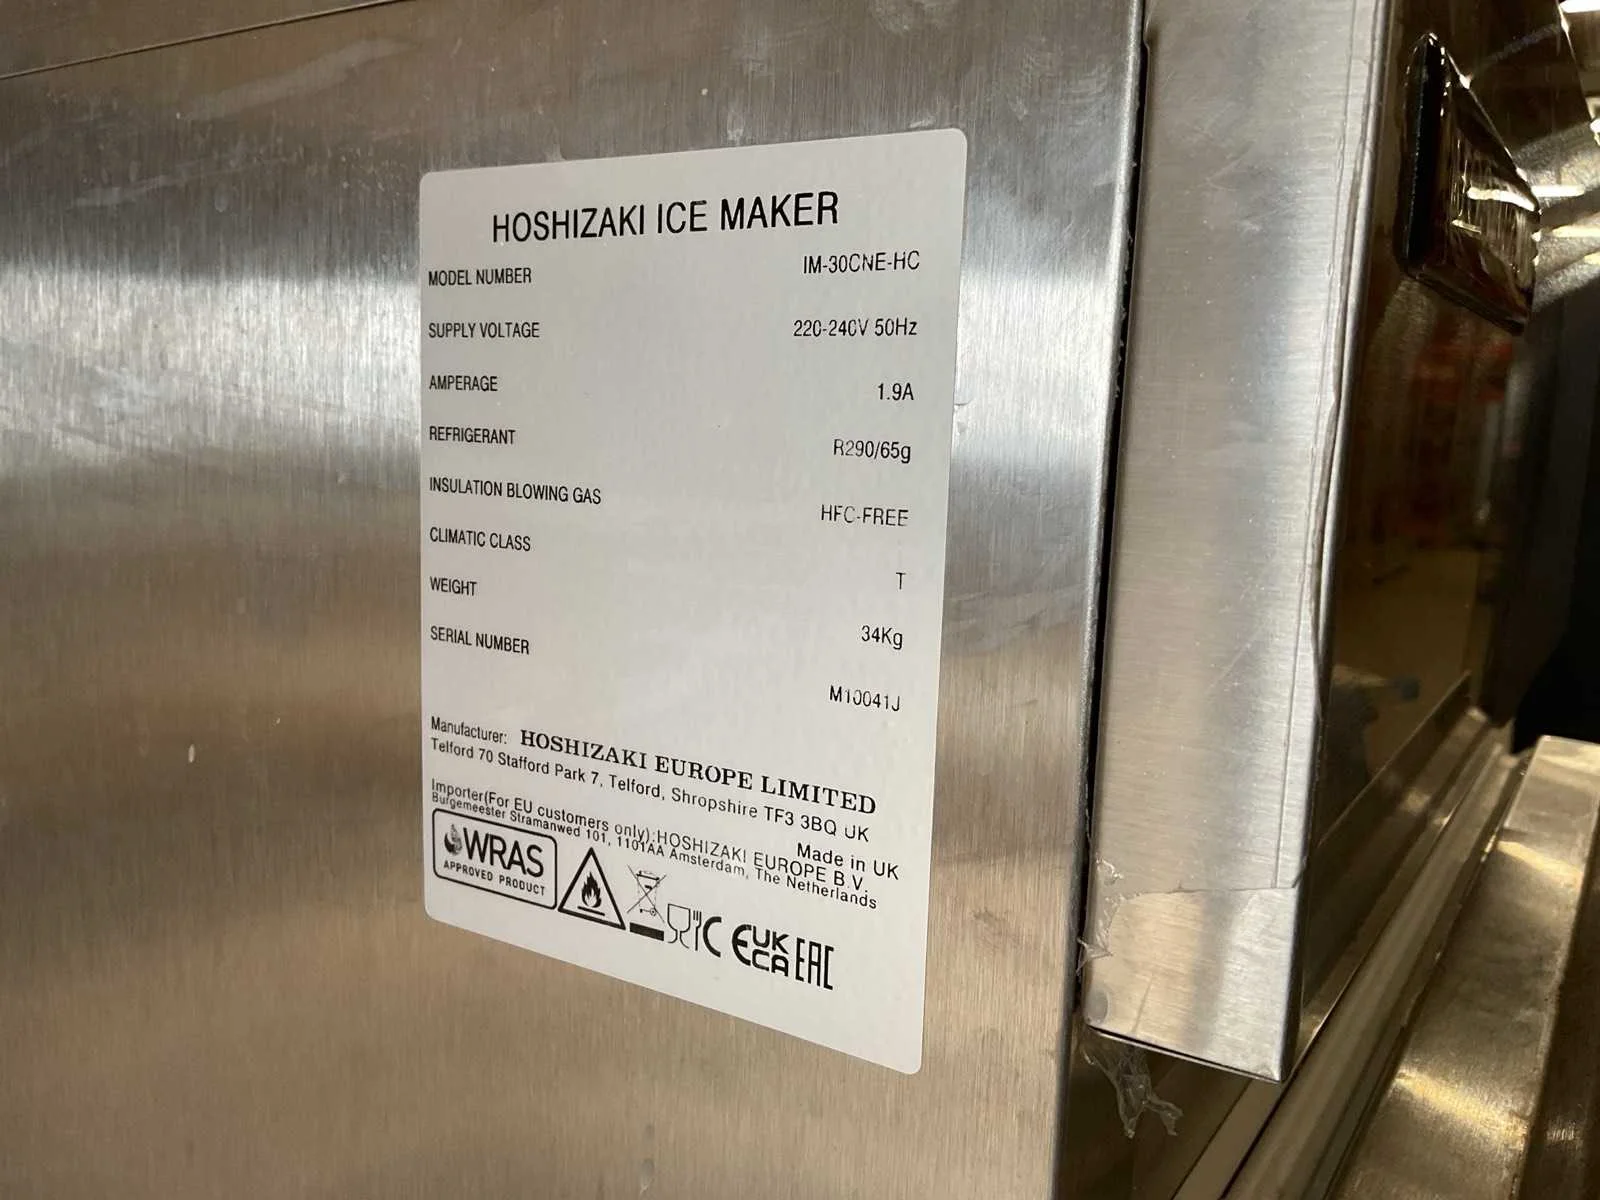 HOSHIZAKI ICE MAKER
MODEL NUMBER IM-30CNE-HC
SUPPLY VOLTAGE 220-240V 50Hz
AMPERAGE 1.9A
REFRIGERANT R290/65g
INSULATION BLOWING GAS HFC-FREE
CLIMATIC CLASS T
WEIGHT 34Kg
SERIAL NUMBER M10041J
Manufacturer: HOSHIZAKI EUROPE LIMITED
Telford 70 Stafford Park 7, Telford, Shropshire TF3 3BQ UK
Made in UK
Importer(For EU customers only):HOSHIZAKI EUROPE B.V.
Burgemeester Stramanwed 101, 1101AA Amsterdam, The Netherlands
WRAS
APPROVED PRODUCT
CE UK CA EAC